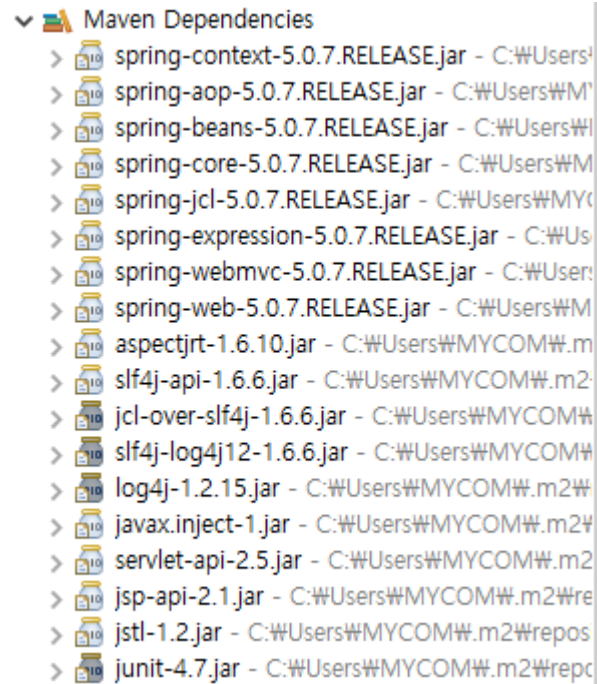 Maven Dependencies
spring-context-5.0.7.RELEASE.jar - C:₩Users₩
spring-aop-5.0.7.RELEASE.jar - C:₩Users₩M
spring-beans-5.0.7.RELEASE.jar - C:₩Users₩
spring-core-5.0.7.RELEASE.jar - C:₩Users₩M
spring-jcl-5.0.7.RELEASE.jar - C:₩Users₩MY
spring-expression-5.0.7.RELEASE.jar - C:₩Us
spring-webmvc-5.0.7.RELEASE.jar - C:₩Users
spring-web-5.0.7.RELEASE.jar - C:₩Users₩M
aspectjrt-1.6.10.jar - C:₩Users₩MYCOM₩.m
slf4j-api-1.6.6.jar - C:₩Users₩MYCOM₩.m2
jcl-over-slf4j-1.6.6.jar - C:₩Users₩MYCOM₩
slf4j-log4j12-1.6.6.jar - C:₩Users₩MYCOM₩
log4j-1.2.15.jar - C:₩Users₩MYCOM₩.m2₩
javax.inject-1.jar - C:₩Users₩MYCOM₩.m2₩
servlet-api-2.5.jar - C:₩Users₩MYCOM₩.m2
jsp-api-2.1.jar - C:₩Users₩MYCOM₩.m2₩re
jstl-1.2.jar - C:₩Users₩MYCOM₩.m2₩repos
junit-4.7.jar - C:₩Users₩MYCOM₩.m2₩repo